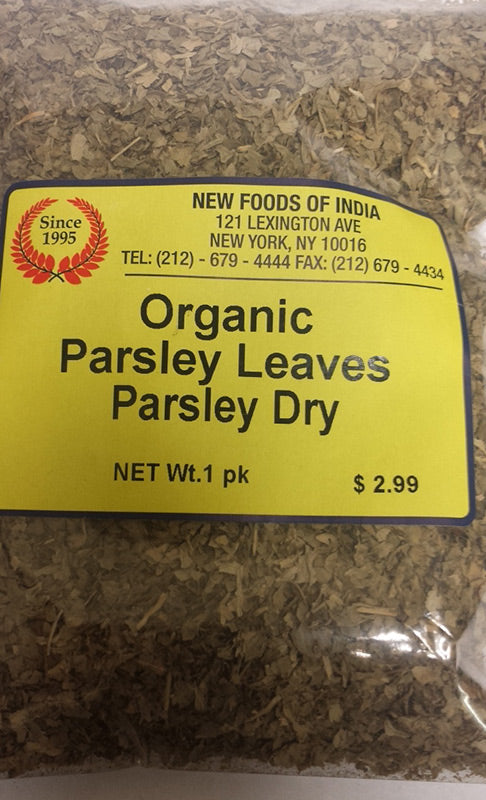 Since
1995
NEW FOODS OF INDIA
121 LEXINGTON AVE
NEW YORK, NY 10016
TEL: (212) - 679 - 4444 FAX: (212) 679 - 4434
Organic
Parsley Leaves
Parsley Dry
NET Wt.1 pk $ 2.99